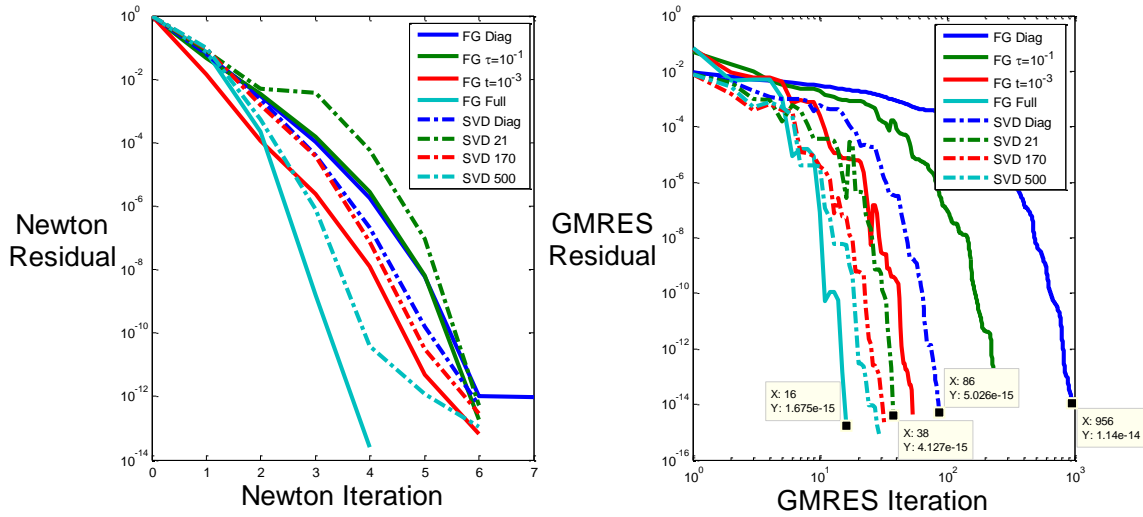 10^0
10^-2
10^-4
10^-6
10^-8
10^-10
10^-12
10^-14
Newton
Residual
0 1 2 3 4 5 6 7
Newton Iteration
FG Diag
FG τ=10^-1
FG t=10^-3
FG Full
SVD Diag
SVD 21
SVD 170
SVD 500
10^0
10^-2
10^-4
10^-6
10^-8
10^-10
10^-12
10^-14
10^-16
GMRES
Residual
10^0 10^1 10^2 10^3
GMRES Iteration
FG Diag
FG τ=10^-1
FG t=10^-3
FG Full
SVD Diag
SVD 21
SVD 170
SVD 500
X: 16
Y: 1.675e-15
X: 86
Y: 5.026e-15
X: 38
Y: 4.127e-15
X: 956
Y: 1.14e-14